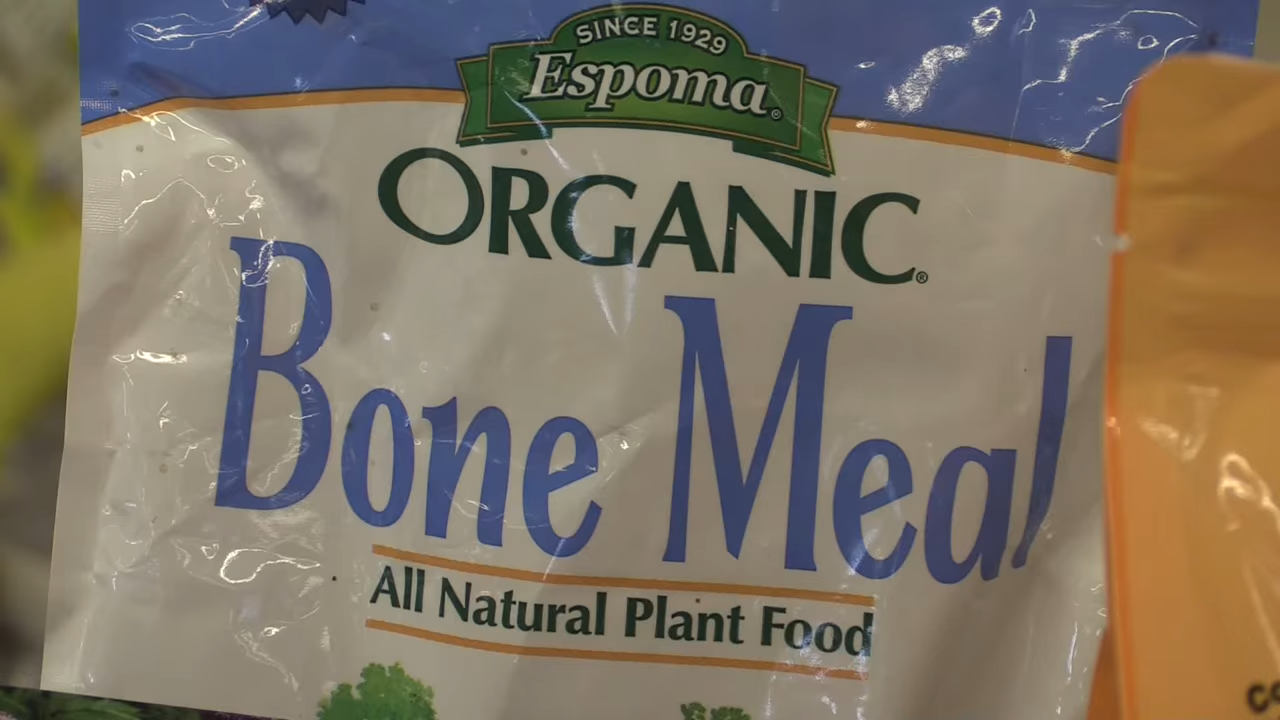 SINCE 1929
Espoma®
ORGANIC®
Bone Meal
All Natural Plant Food